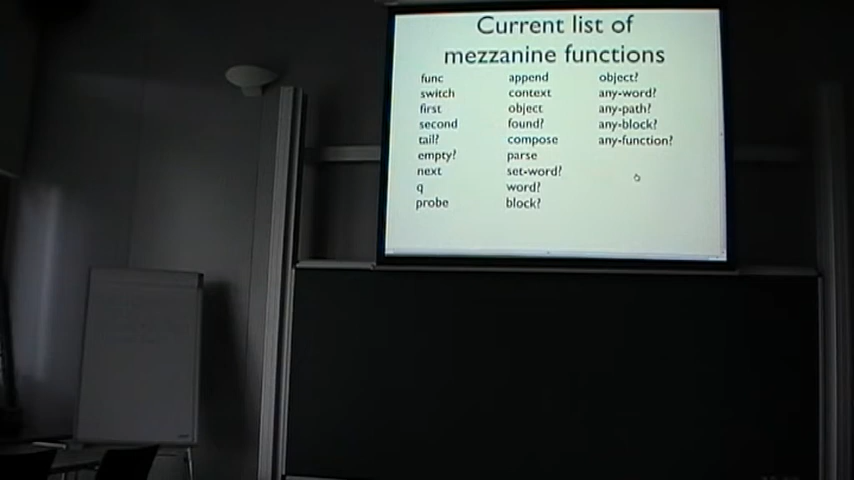 Current list of
mezzanine functions
func
switch
first
second
tail?
empty?
next
q
probe
append
context
object
found?
compose
parse
set-word?
word?
block?
object?
any-word?
any-path?
any-block?
any-function?